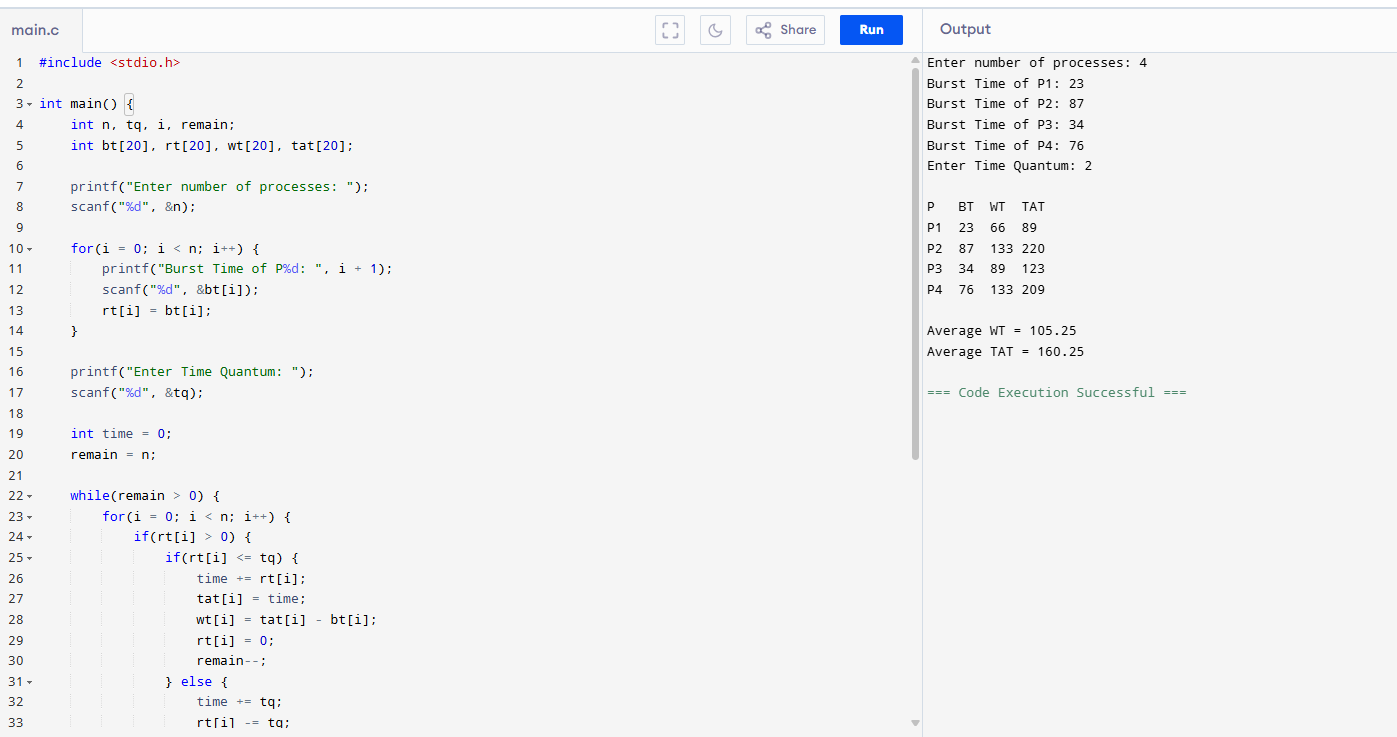 main.c
Share
Run
Output
1 #include <stdio.h>
2
3 int main() {
4     int n, tq, i, remain;
5     int bt[20], rt[20], wt[20], tat[20];
6
7     printf("Enter number of processes: ");
8     scanf("%d", &n);
9
10     for(i = 0; i < n; i++) {
11         printf("Burst Time of P%d: ", i + 1);
12         scanf("%d", &bt[i]);
13         rt[i] = bt[i];
14     }
15
16     printf("Enter Time Quantum: ");
17     scanf("%d", &tq);
18
19     int time = 0;
20     remain = n;
21
22     while(remain > 0) {
23         for(i = 0; i < n; i++) {
24             if(rt[i] > 0) {
25                 if(rt[i] <= tq) {
26                     time += rt[i];
27                     tat[i] = time;
28                     wt[i] = tat[i] - bt[i];
29                     rt[i] = 0;
30                     remain--;
31                 } else {
32                     time += tq;
33                     rt[i] -= tq;
Enter number of processes: 4
Burst Time of P1: 23
Burst Time of P2: 87
Burst Time of P3: 34
Burst Time of P4: 76
Enter Time Quantum: 2

P   BT  WT  TAT
P1  23  66  89
P2  87  133 220
P3  34  89  123
P4  76  133 209

Average WT = 105.25
Average TAT = 160.25

=== Code Execution Successful ===